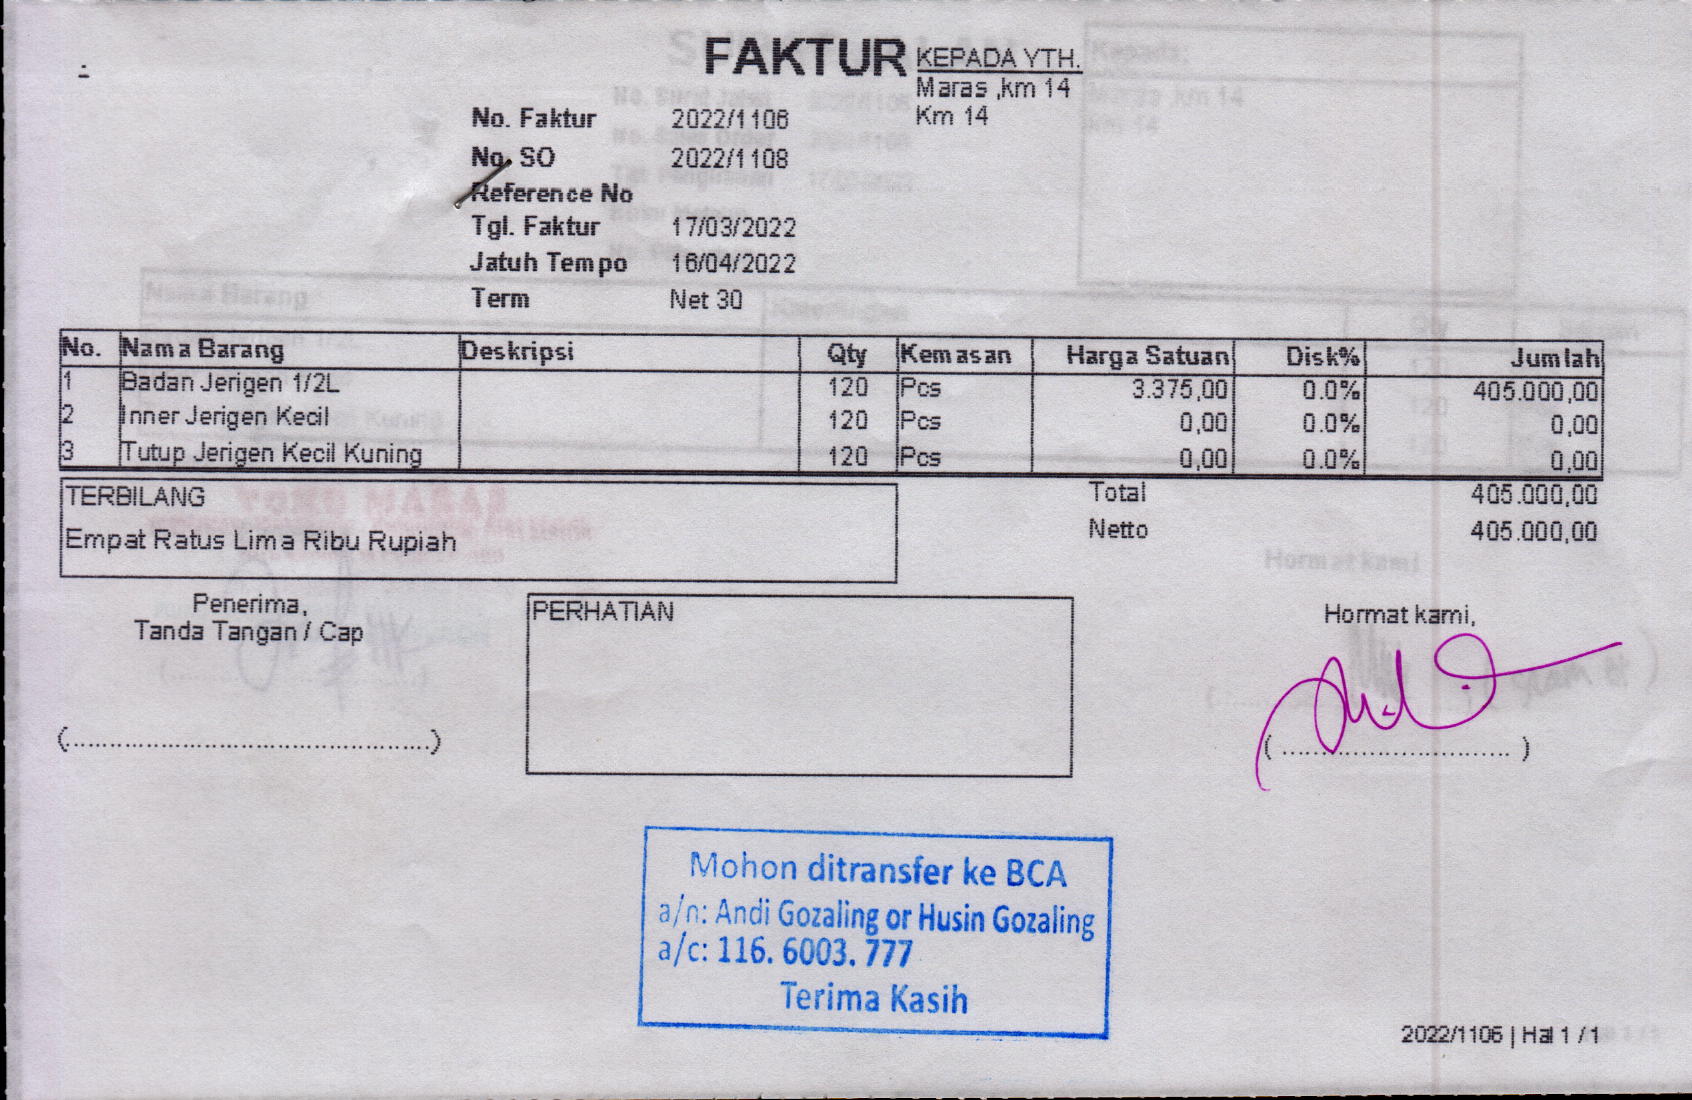 FAKTUR
KEPADA YTH.
Maras ,km 14
Km 14
No. Faktur 2022/1106
No. SO 2022/1108
Reference No
Tgl. Faktur 17/03/2022
Jatuh Tempo 16/04/2022
Term Net 30
No. Nama Barang Deskripsi Qty Kemasan Harga Satuan Disk% Jumlah
1 Badan Jerigen 1/2L 120 Pcs 3.375,00 0.0% 405.000,00
2 Inner Jerigen Kecil 120 Pcs 0,00 0.0% 0,00
3 Tutup Jerigen Kecil Kuning 120 Pcs 0,00 0.0% 0,00
TERBILANG
Empat Ratus Lima Ribu Rupiah
Total 405.000,00
Netto 405.000,00
Penerima,
Tanda Tangan / Cap
(..................................................)
PERHATIAN
Hormat kami,
( ............................... )
Mohon ditransfer ke BCA
a/n: Andi Gozaling or Husin Gozaling
a/c: 116. 6003. 777
Terima Kasih
2022/1106 | Hal 1 / 1